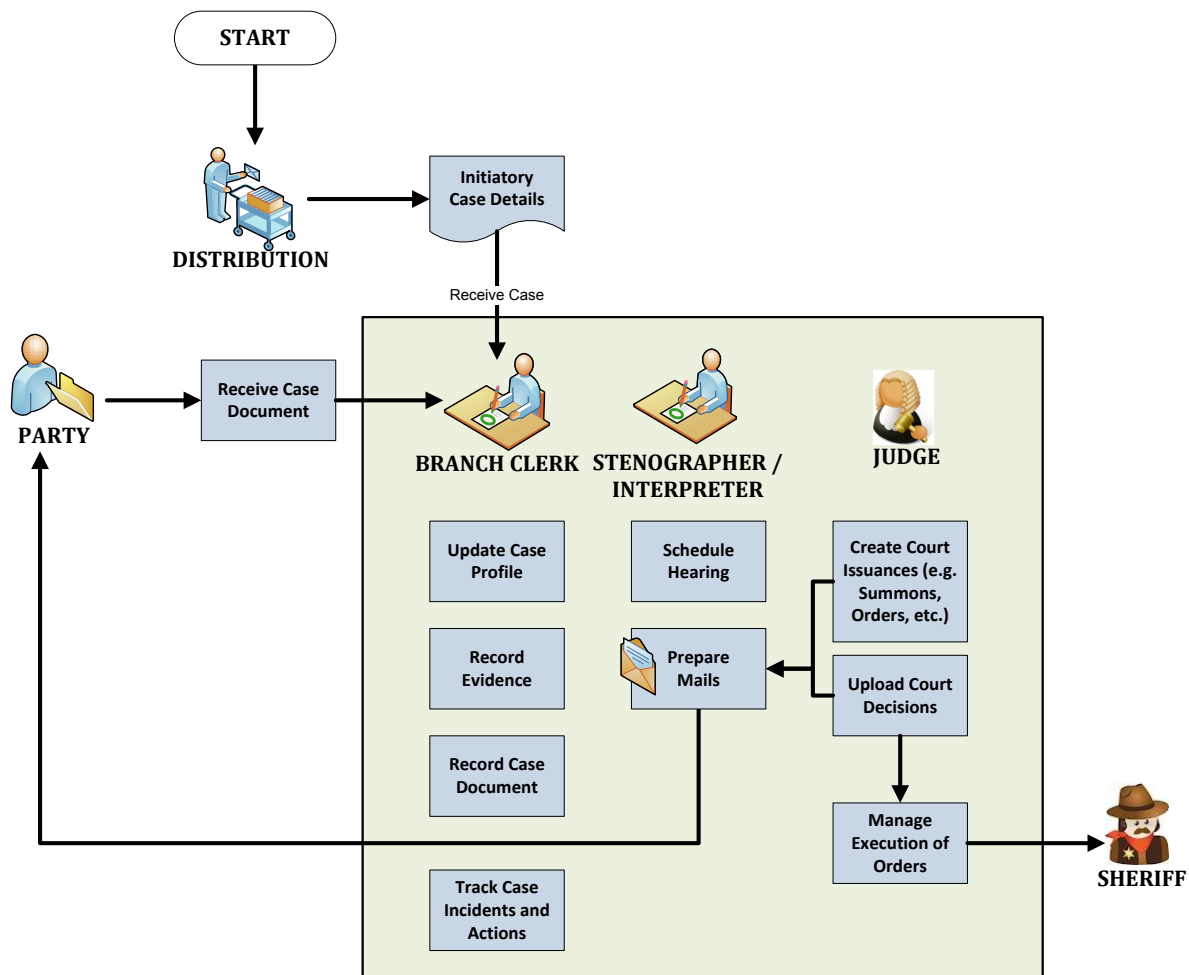 START
DISTRIBUTION
Initiatory
Case Details
Receive Case
PARTY
Receive Case
Document
BRANCH CLERK
STENOGRAPHER /
INTERPRETER
JUDGE
Update Case
Profile
Schedule
Hearing
Create Court
Issuances (e.g.
Summons,
Orders, etc.)
Record
Evidence
Prepare
Mails
Upload Court
Decisions
Record Case
Document
Manage
Execution of
Orders
SHERIFF
Track Case
Incidents and
Actions